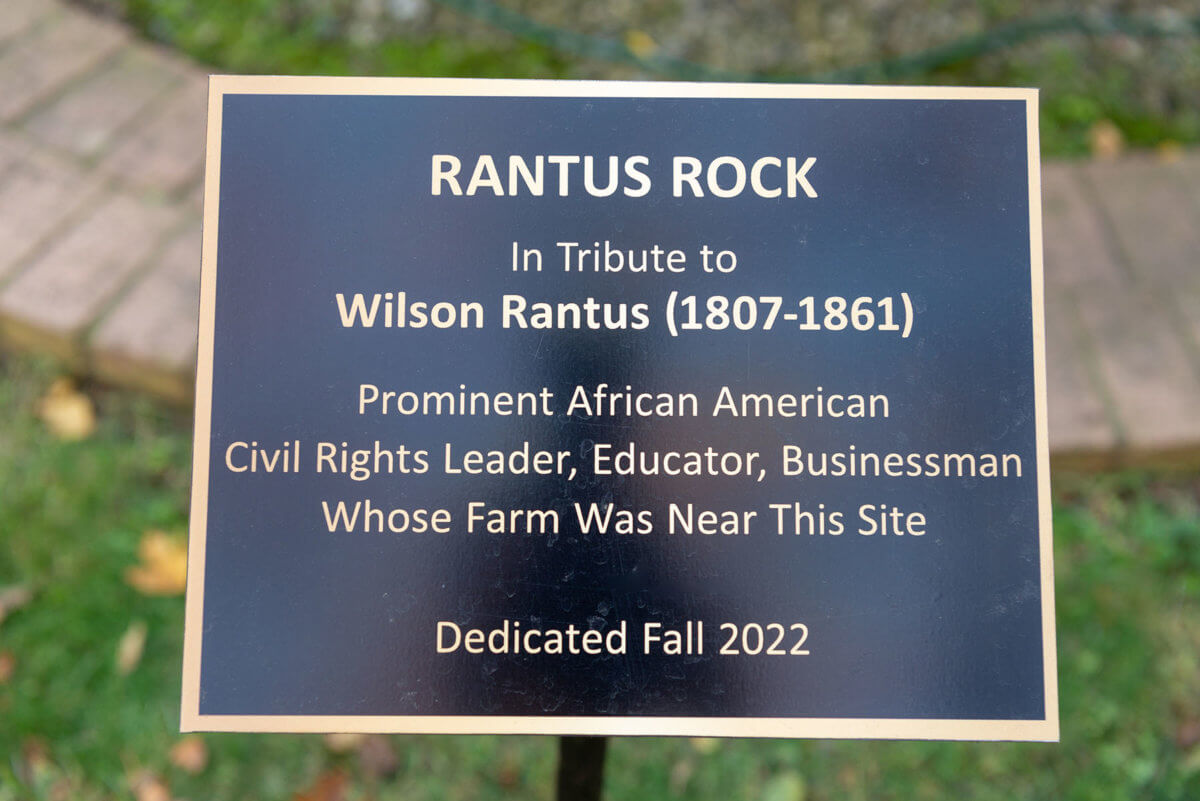 RANTUS ROCK
In Tribute to
Wilson Rantus (1807-1861)
Prominent African American
Civil Rights Leader, Educator, Businessman
Whose Farm Was Near This Site
Dedicated Fall 2022